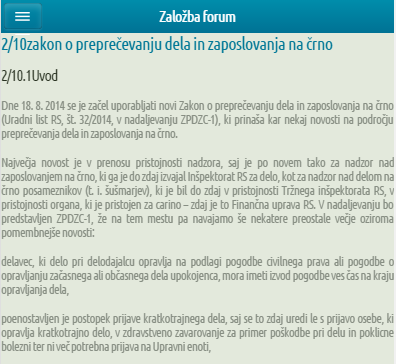 Založba forum
2/10zakon o preprečevanju dela in zaposlovanja na črno
2/10.1Uvod
Dne 18. 8. 2014 se je začel uporabljati novi Zakon o preprečevanju dela in zaposlovanja na črno
(Uradni list RS, št. 32/2014, v nadaljevanju ZPDZC-1), ki prinaša kar nekaj novosti na področju
preprečevanja dela in zaposlovanja na črno.
Največja novost je v prenosu pristojnosti nadzora, saj je po novem tako za nadzor nad
zaposlovanjem na črno, ki ga je do zdaj izvajal Inšpektorat RS za delo, kot za nadzor nad delom na
črno posameznikov (t. i. šušmarjev), ki je bil do zdaj v pristojnosti Tržnega inšpektorata RS, v
pristojnosti organa, ki je pristojen za carino – zdaj je to Finančna uprava RS. V nadaljevanju bo
predstavljen ZPDZC-1, že na tem mestu pa navajamo še nekatere preostale večje oziroma
pomembnejše novosti:
delavec, ki delo pri delodajalcu opravlja na podlagi pogodbe civilnega prava ali pogodbe o
opravljanju začasnega ali občasnega dela upokojenca, mora imeti izvod pogodbe ves čas na kraju
opravljanja dela,
poenostavljen je postopek prijave kratkotrajnega dela, saj se to zdaj uredi le s prijavo osebe, ki
opravlja kratkotrajno delo, v zdravstveno zavarovanje za primer poškodbe pri delu in poklicne
bolezni ter ni več potrebna prijava na Upravni enoti,